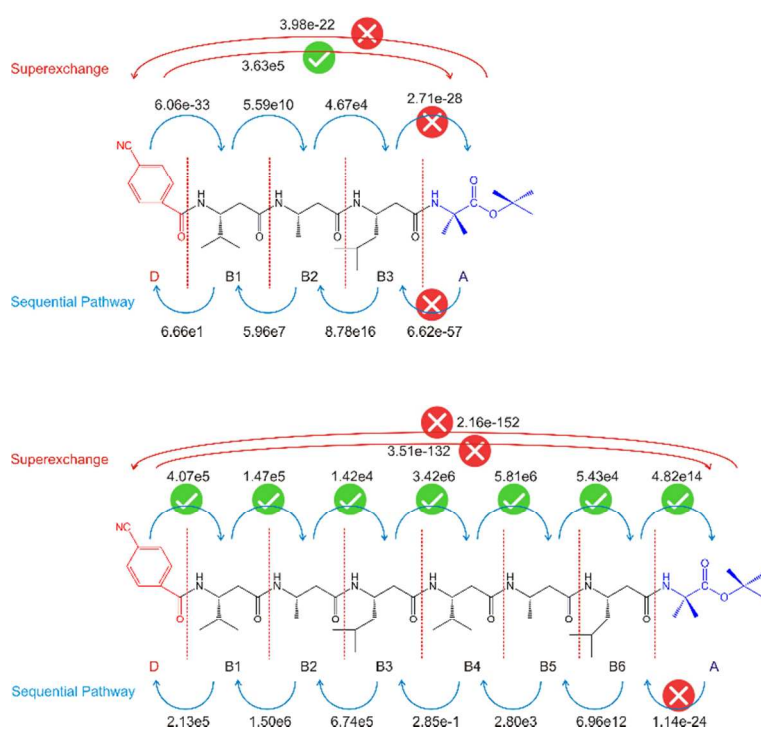 3.98e-22
Superexchange
3.63e5
6.06e-33 5.59e10 4.67e4 2.71e-28
NC
H H H H O
N N N N O
O O O O
D B1 B2 B3 A
Sequential Pathway
6.66e1 5.96e7 8.78e16 6.62e-57
2.16e-152
Superexchange
3.51e-132
4.07e5 1.47e5 1.42e4 3.42e6 5.81e6 5.43e4 4.82e14
NC
H H H H H H H O
N N N N N N N O
O O O O O O O
D B1 B2 B3 B4 B5 B6 A
Sequential Pathway
2.13e5 1.50e6 6.74e5 2.85e-1 2.80e3 6.96e12 1.14e-24